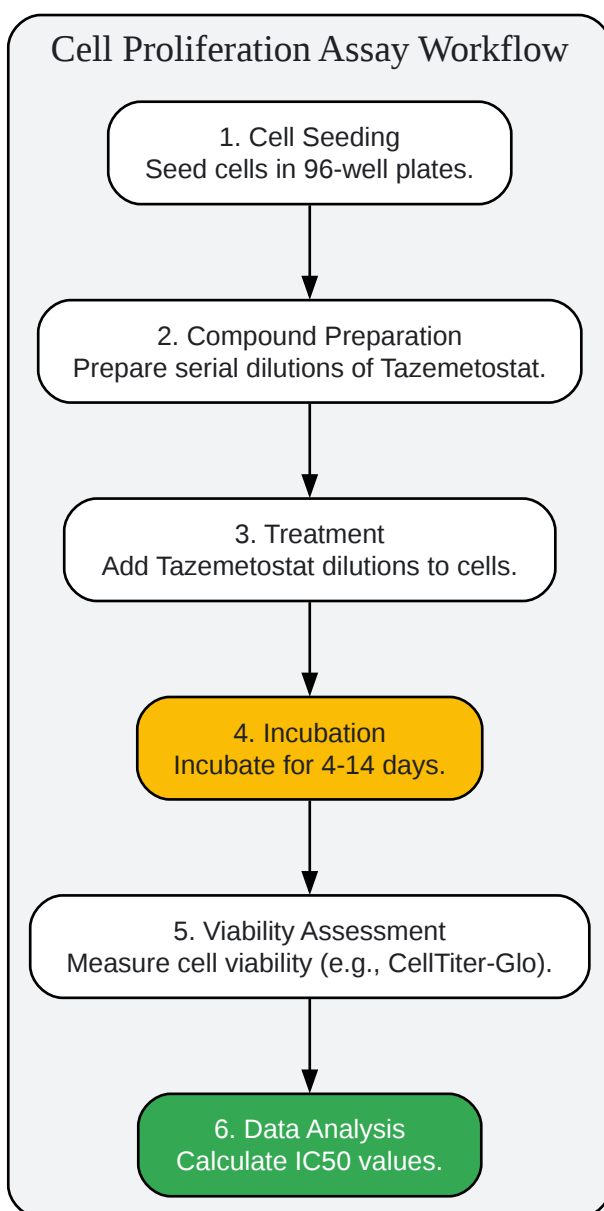 Cell Proliferation Assay Workflow
1. Cell Seeding
Seed cells in 96-well plates.
2. Compound Preparation
Prepare serial dilutions of Tazemetostat.
3. Treatment
Add Tazemetostat dilutions to cells.
4. Incubation
Incubate for 4-14 days.
5. Viability Assessment
Measure cell viability (e.g., CellTiter-Glo).
6. Data Analysis
Calculate IC50 values.